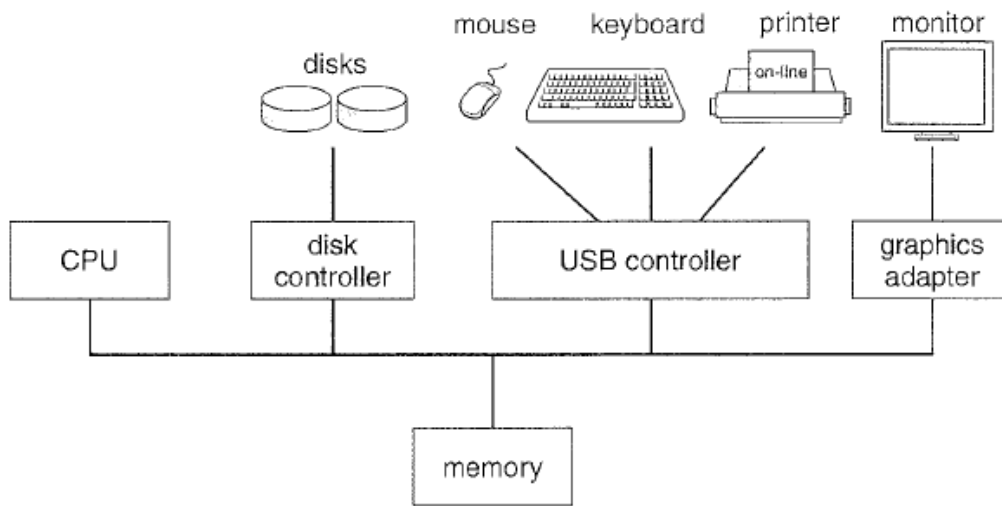 mouse
keyboard
printer
monitor
disks
on-line
CPU
disk
controller
USB controller
graphics
adapter
memory